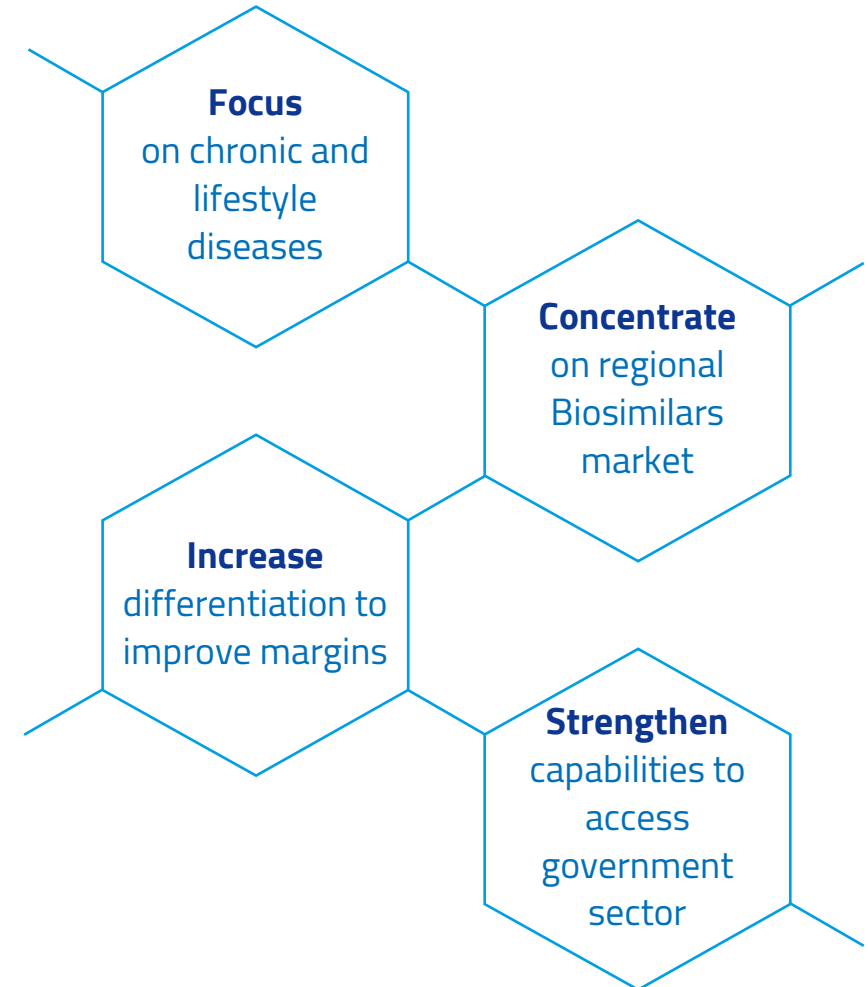 Focus
on chronic and
lifestyle
diseases
Concentrate
on regional
Biosimilars
market
Increase
differentiation to
improve margins
Strengthen
capabilities to
access
government
sector